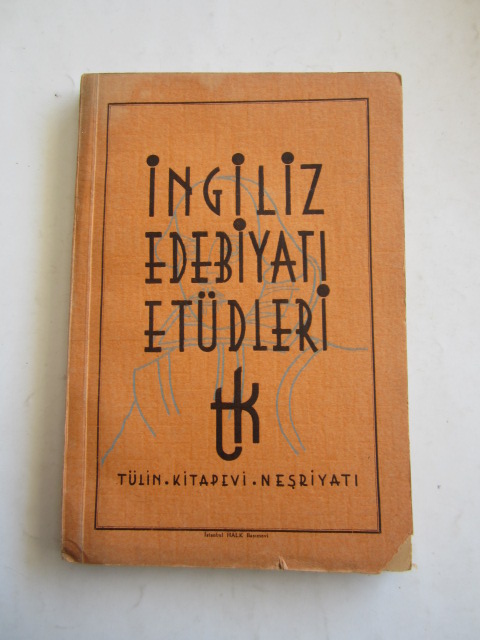 İNGİLİZ
EDEBİYATI
ETÜDLERİ
tk
TÜLİN.KİTAPEVİ.NEŞRİYATI
İstanbul HALK Basımevi